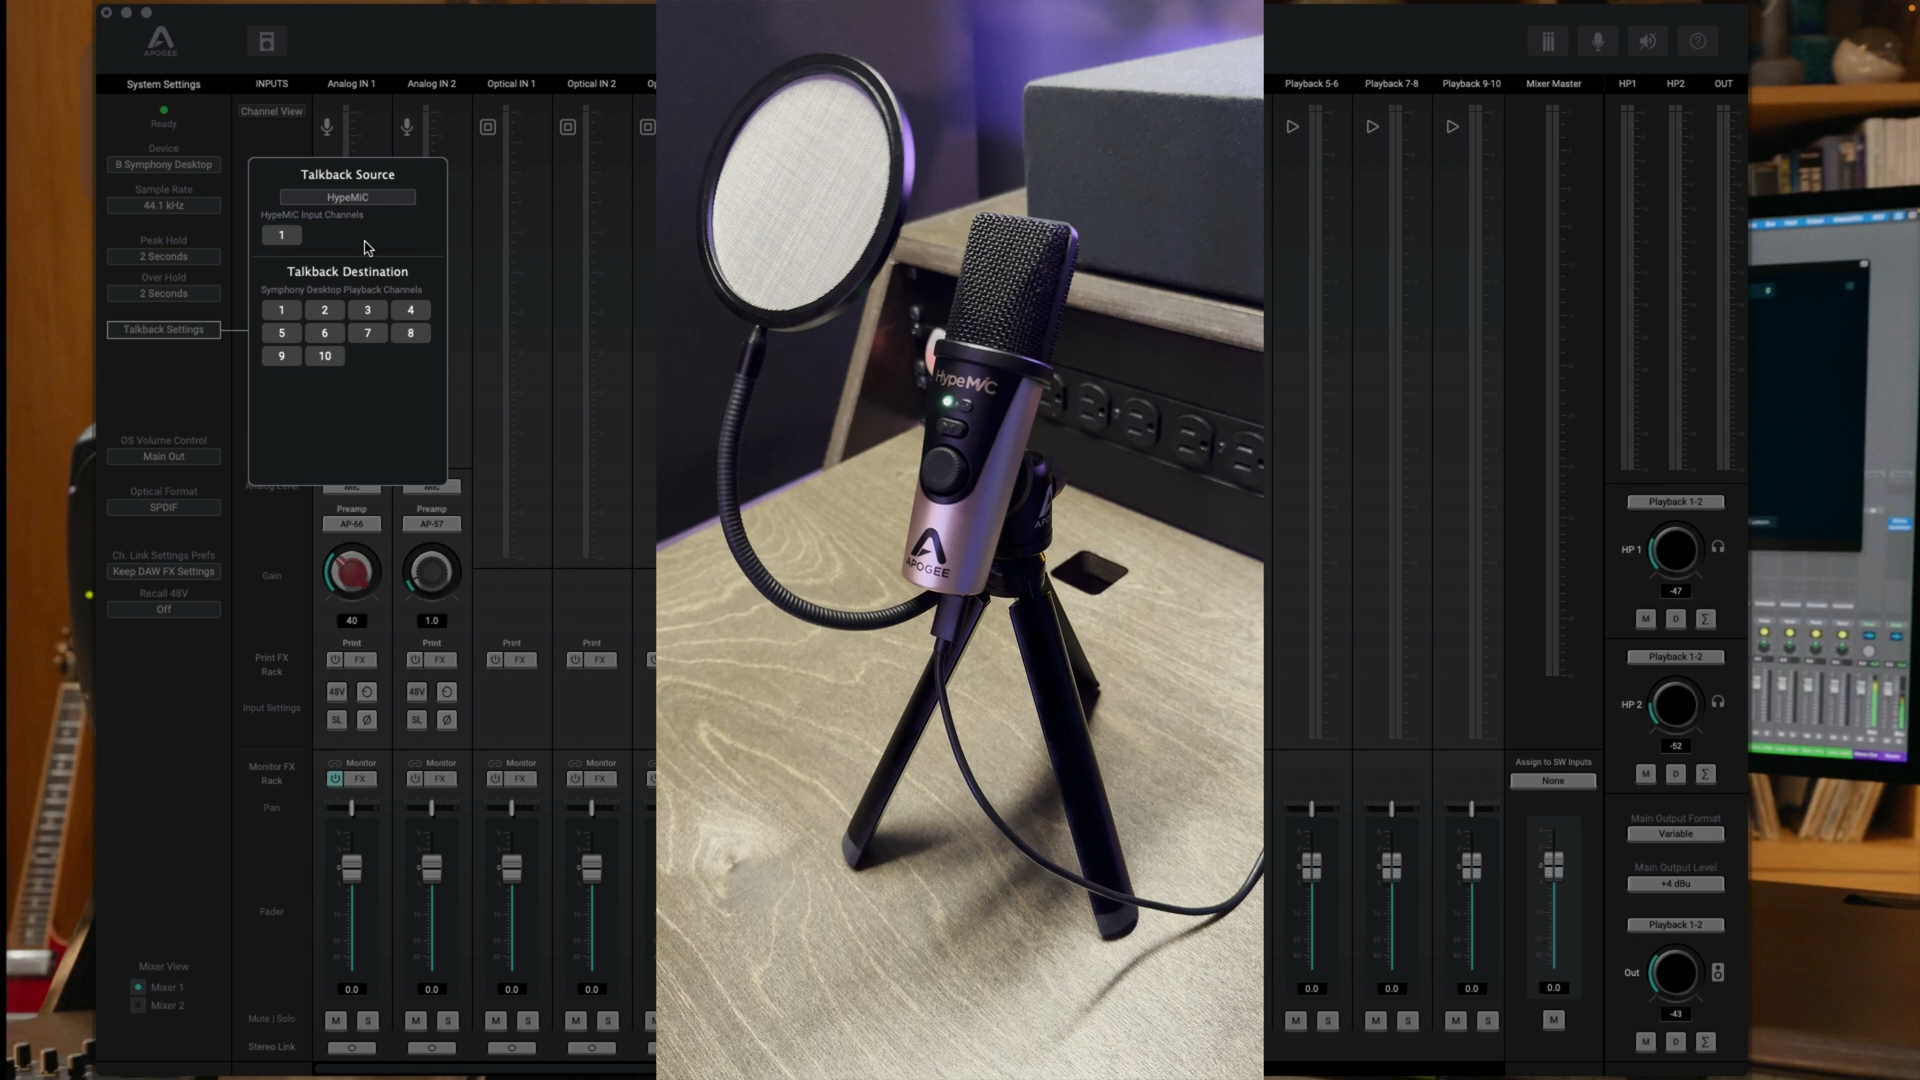 APOGEE
System Settings
INPUTS
Analog IN 1
Analog IN 2
Optical IN 1
Optical IN 2
Playback 5-6
Playback 7-8
Playback 9-10
Mixer Master
HP1
HP2
OUT
Ready
Channel View
Device
B Symphony Desktop
Sample Rate
44.1 kHz
Peak Hold
2 Seconds
Over Hold
2 Seconds
Talkback Settings
Talkback Source
HypeMiC
HypeMiC Input Channels
1
Talkback Destination
Symphony Desktop Playback Channels
1 2 3 4
5 6 7 8
9 10
OS Volume Control
Main Out
Optical Format
SPDIF
Ch. Link Settings Prefs
Keep DAW FX Settings
Recall 48V
Off
Preamp
AP-66
Preamp
AP-57
Gain
40
1.0
Print FX
Rack
Print
FX
Print
FX
Print
FX
Print
FX
Input Settings
48V
SL Ø
48V
SL Ø
Monitor FX
Rack
Monitor
FX
Monitor
FX
Monitor
FX
Monitor
FX
Pan
Fader
0.0
0.0
0.0
0.0
Mixer View
Mixer 1
Mixer 2
Mute | Solo
M S
M S
M S
M S
Stereo Link
HypeMiC
APOGEE
0.0
0.0
0.0
M S
M S
M S
Assign to SW Inputs
None
0.0
M
Playback 1-2
HP 1
-47
M D Σ
Playback 1-2
HP 2
-52
M D Σ
Main Output Format
Variable
Main Output Level
+4 dBu
Playback 1-2
Out
-43
M D Σ